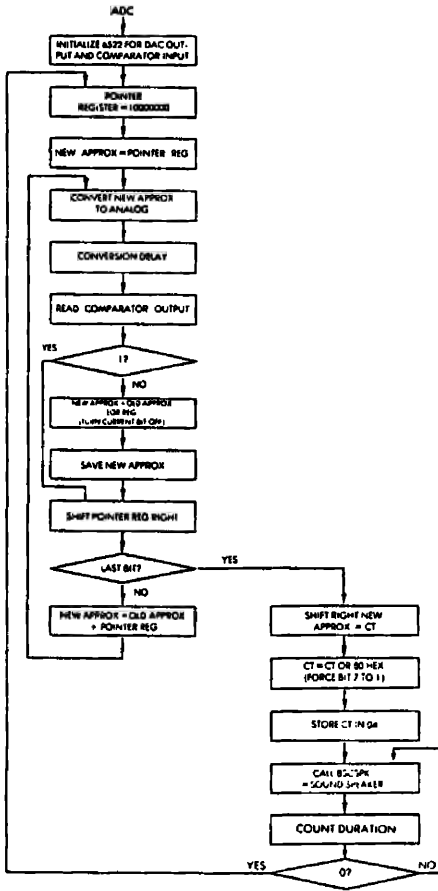 ADC
INITIALIZE 6522 FOR DAC OUT-
PUT AND COMPARATOR INPUT
POINTER
REGISTER = 10000000
NEW APPROX = POINTER REG
CONVERT NEW APPROX
TO ANALOG
CONVERSION DELAY
READ COMPARATOR OUTPUT
YES
1?
NO
NEW APPROX = OLD APPROX
EOR REG
(TURN CURRENT BIT OFF)
SAVE NEW APPROX
SHIFT POINTER REG RIGHT
LAST BIT?
YES
NO
NEW APPROX = OLD APPROX
+ POINTER REG
SHIFT RIGHT NEW
APPROX = CT
CT = CT OR 80 HEX
(FORCE BIT 7 TO 1)
STORE CT IN 04
CALL
= SOUND SPEAKER
COUNT DURATION
YES
0?
NO